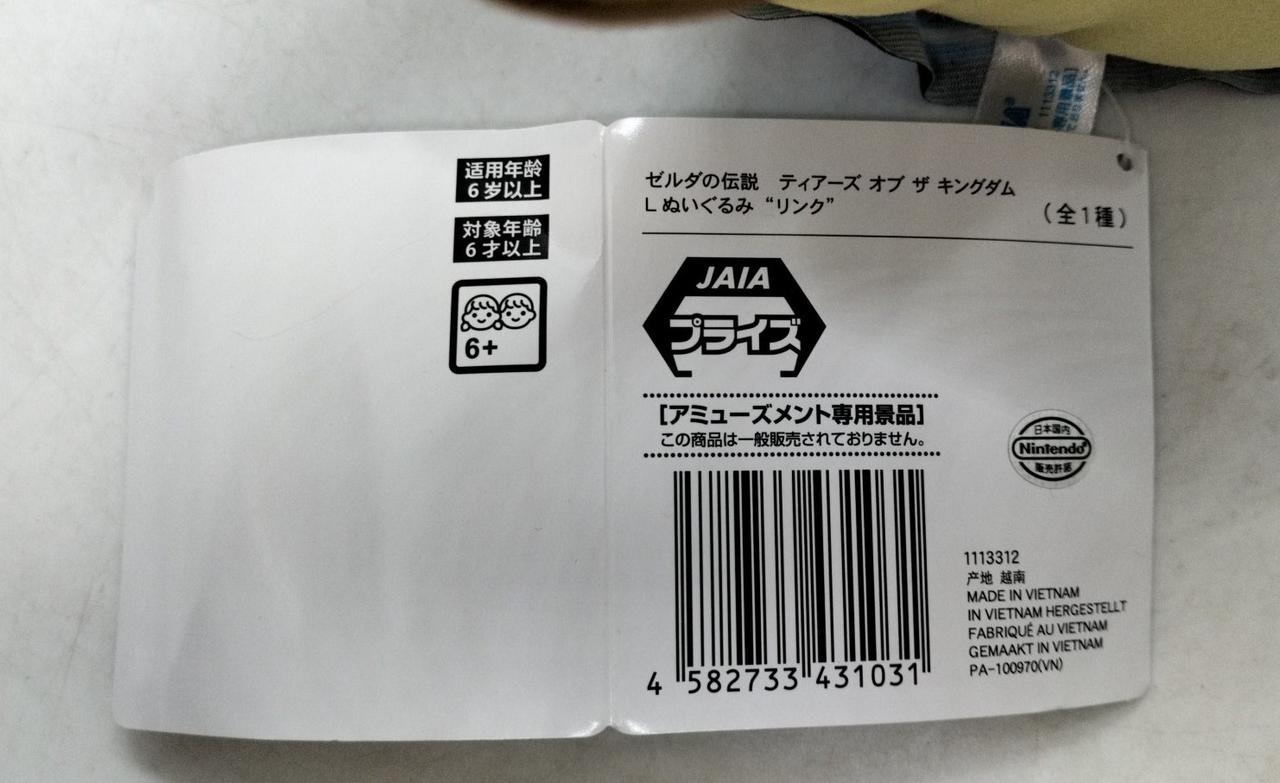 1113312
適用年齢
6岁以上
対象年齢
6才以上
6+
ゼルダの伝説 ティアーズ オブ ザ キングダム
L ぬいぐるみ “リンク”
(全1種)
JAIA
プライズ
[アミューズメント専用景品]
この商品は一般販売されておりません。
日本国内
Nintendo®
販売許諾
4 582733 431031
1113312
产地 越南
MADE IN VIETNAM
IN VIETNAM HERGESTELLT
FABRIQUÉ AU VIETNAM
GEMAAKT IN VIETNAM
PA-100970(VN)